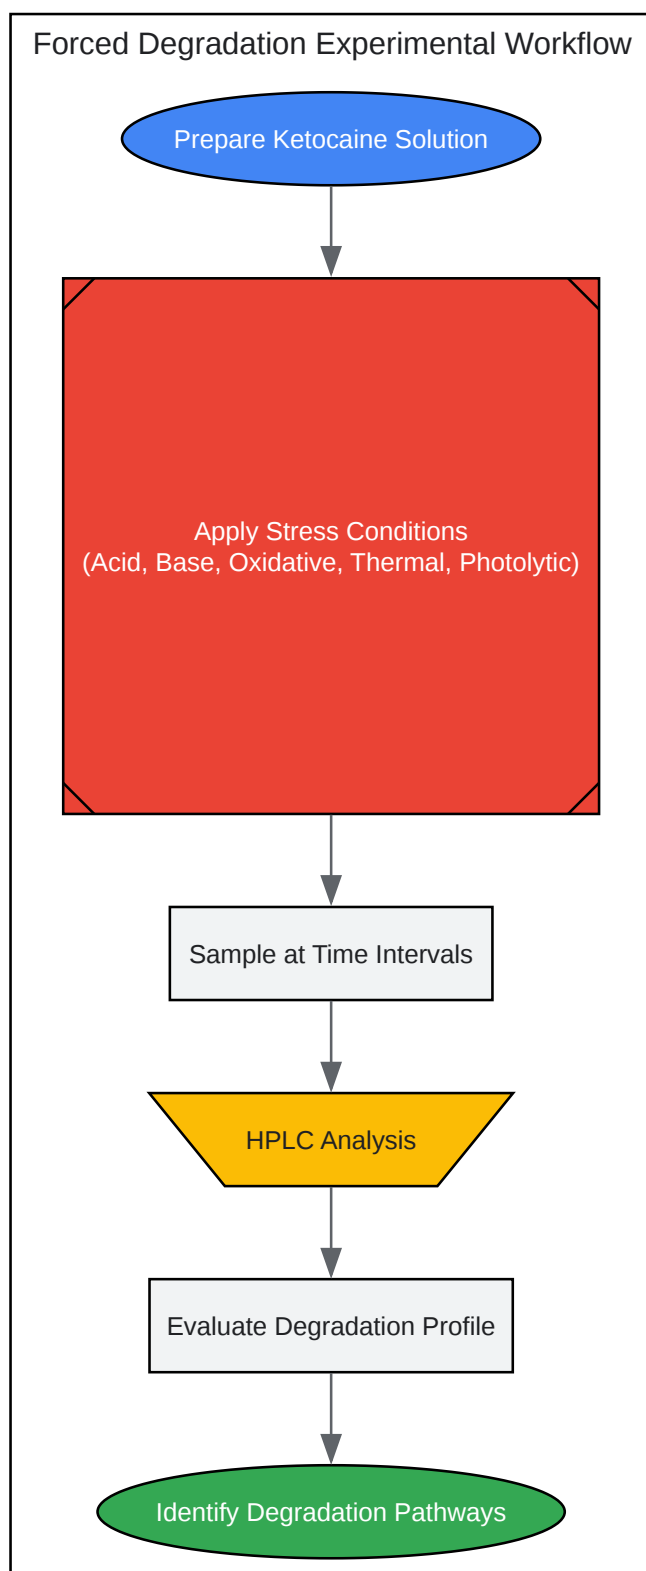 Forced Degradation Experimental Workflow
Prepare Ketocaine Solution
Apply Stress Conditions
(Acid, Base, Oxidative, Thermal, Photolytic)
Sample at Time Intervals
HPLC Analysis
Evaluate Degradation Profile
Identify Degradation Pathways